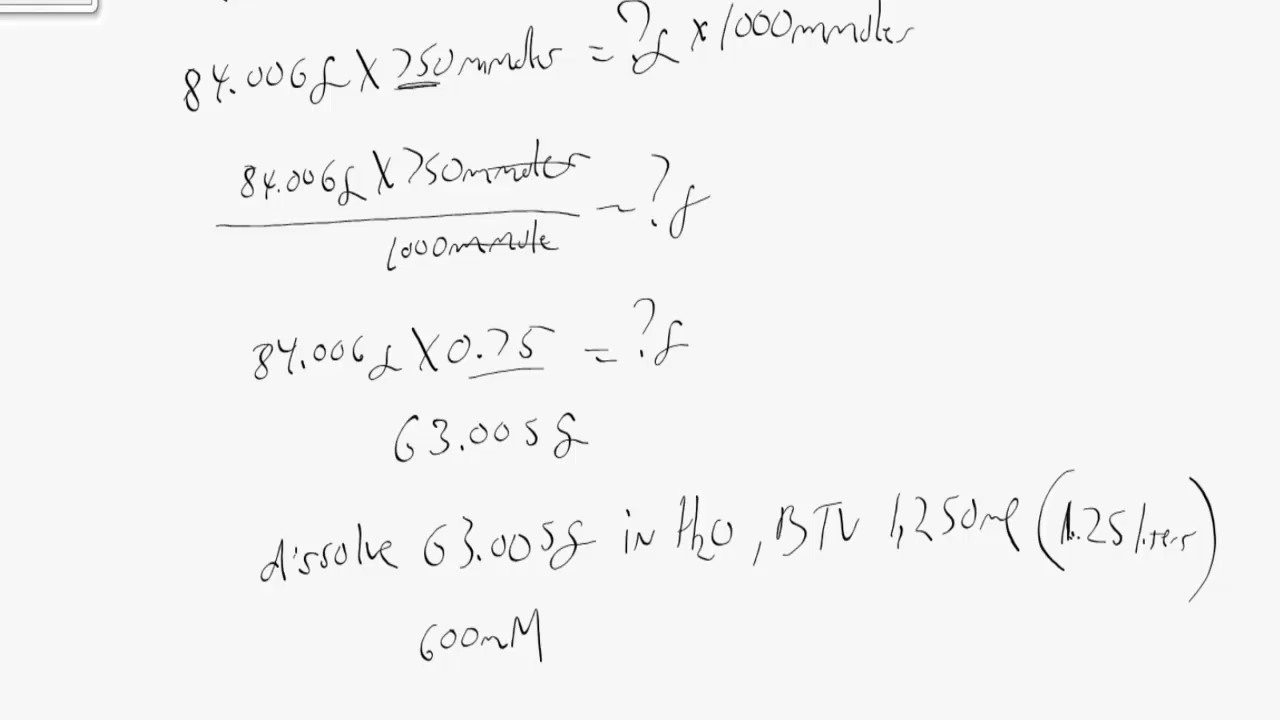 84.006g X 750mmoles = ?g x 1000mmoles
84.006g X 750mmoles = ?g
1000mmole
84.006g X 0.75 = ?g
63.005g
dissolve 63.005g in H₂O, BTV 1,250ml (1.25 liters)
600mM